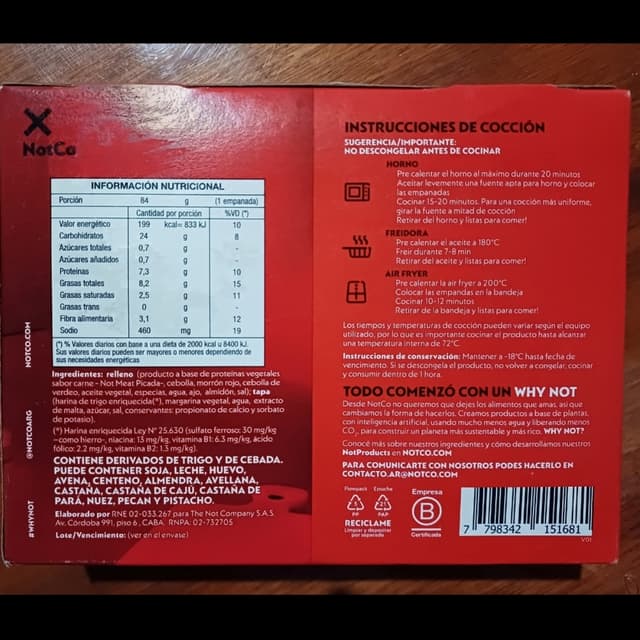 NotCo
INFORMACIÓN NUTRICIONAL
Porción 84 g (1 empanada)
Cantidad por porción %VD (*)
Valor energético 199 kcal= 833 kJ 10
Carbohidratos 24 g 8
Azúcares totales 0,7 g -
Azúcares añadidos 0,7 g -
Proteínas 7,3 g 10
Grasas totales 8,2 g 15
Grasas saturadas 2,5 g 11
Grasas trans 0 g -
Fibra alimentaria 3,1 g 12
Sodio 460 mg 19
(*) % Valores diarios con base a una dieta de 2000 kcal u 8400 kJ.
Sus valores diarios pueden ser mayores o menores dependiendo de
sus necesidades energéticas
Ingredientes: relleno (producto a base de proteínas vegetales
sabor carne - Not Meat Picada-, cebolla, morrón rojo, cebolla de
verdeo, aceite vegetal, especias, agua, ajo, almidón, sal); tapa
(harina de trigo enriquecida(*), margarina vegetal, agua, extracto
de malta, azúcar, sal, conservantes: propionato de calcio y sorbato
de potasio).
(*) Harina enriquecida Ley N° 25.630 (sulfato ferroso: 30 mg/kg
-como hierro-, niacina: 13 mg/kg, vitamina B1: 6.3 mg/kg, ácido
fólico: 2.2 mg/kg, vitamina B2: 1.3 mg/kg).
CONTIENE DERIVADOS DE TRIGO Y DE CEBADA.
PUEDE CONTENER SOJA, LECHE, HUEVO,
AVENA, CENTENO, ALMENDRA, AVELLANA,
CASTAÑA, CASTAÑA DE CAJÚ, CASTAÑA DE
PARÁ, NUEZ, PECAN Y PISTACHO.
Elaborado por RNE 02-033.267 para The Not Company S.A.S.
Av. Córdoba 991, piso 6, CABA. RNPA: 02-732705
Lote/Vencimiento: (ver en el envase)
#WHYNOT
@NOTCOARG
NOTCO.COM
INSTRUCCIONES DE COCCIÓN
SUGERENCIA/IMPORTANTE:
NO DESCONGELAR ANTES DE COCINAR
HORNO
Pre calentar el horno al máximo durante 20 minutos
Aceitar levemente una fuente apta para horno y colocar
las empanadas
Cocinar 15-20 minutos. Para una cocción más uniforme,
girar la fuente a mitad de cocción
Retirar del horno y listas para comer!
FREIDORA
Pre calentar el aceite a 180°C
Freir durante 7-8 min
Retirar del aceite y listas para comer!
AIR FRYER
Pre calentar la air fryer a 200°C
Colocar las empandas en la bandeja
Cocinar 10-12 minutos
Retirar de la bandeja y listas para comer!
Los tiempos y temperaturas de cocción pueden variar según el equipo
utilizado, por lo que es importante cocinar el producto hasta alcanzar
una temperatura interna de 72°C.
Instrucciones de conservación: Mantener a -18°C hasta fecha de
vencimiento. Si se descongela el producto, no volver a congelar, cocinar
y consumir dentro de 1 hora.
TODO COMENZÓ CON UN WHY NOT
Desde NotCo no queremos que dejes los alimentos que amas, así que
cambiamos la forma de hacerlos. Creamos productos a base de plantas,
con inteligencia artificial, usando mucho menos agua y liberando menos
CO₂, para construir un planeta más sustentable y más rico. WHY NOT?
Conocé más sobre nuestros ingredientes y cómo desarrollamos nuestros
NotProducts en NOTCO.COM
PARA COMUNICARTE CON NOSOTROS PODES HACERLO EN
CONTACTO.AR@NOTCO.COM
Flowpack Estuche
5 PP
PAP
RECICLAME
Limpiar y depositar
por separado
Empresa
B
Certificada
7 798342 151681
V01